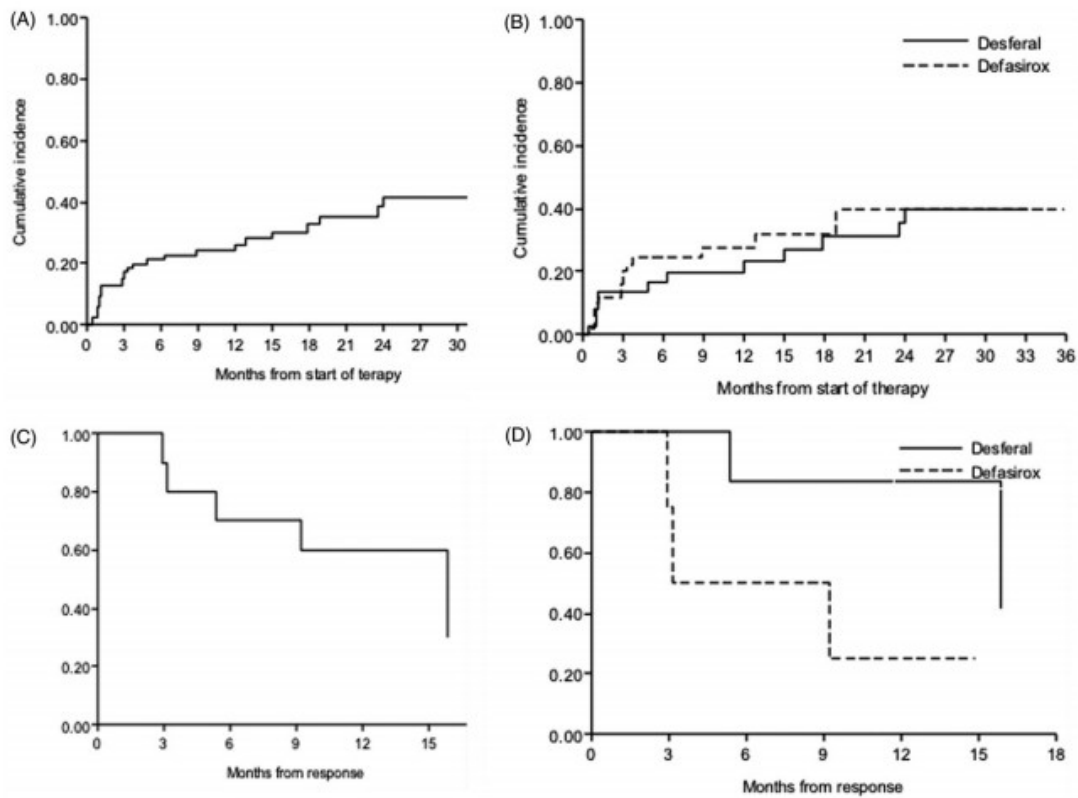 (A)
1.00
0.80
0.60
0.40
0.20
0.00
Cumulative incidence
0 3 6 9 12 15 18 21 24 27 30
Months from start of terapy
(B)
1.00
0.80
0.60
0.40
0.20
0.00
Cumulative incidence
Desferal
Defasirox
0 3 6 9 12 15 18 21 24 27 30 33 36
Months from start of therapy
(C)
1.00
0.80
0.60
0.40
0.20
0.00
0 3 6 9 12 15
Months from response
(D)
1.00
0.80
0.60
0.40
0.20
0.00
Desferal
Defasirox
0 3 6 9 12 15 18
Months from response